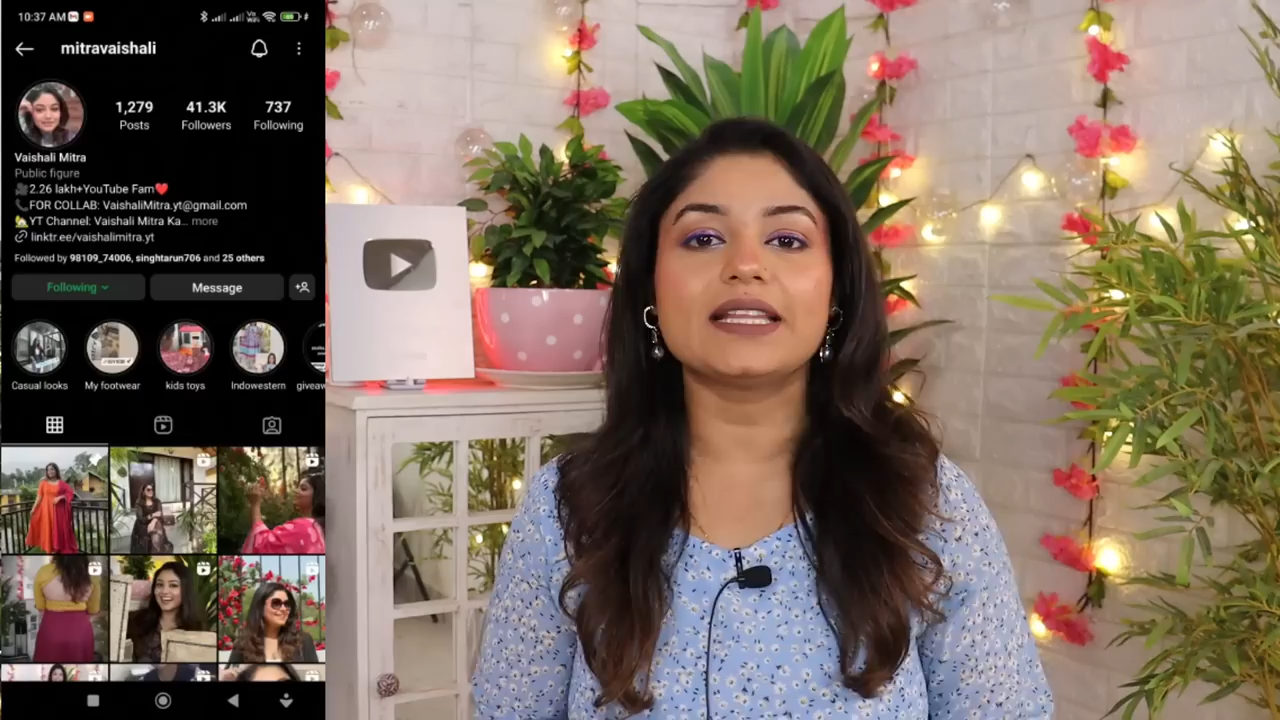 10:37 AM
mitravaishali
1,279 41.3K 737
Posts Followers Following
Vaishali Mitra
Public figure
🎥2.26 lakh+YouTube Fam❤️
📞FOR COLLAB: VaishaliMitra.yt@gmail.com
🏡YT Channel: Vaishali Mitra Ka... more
linktr.ee/vaishalimitra.yt
Followed by 98109_74006, singhtarun706 and 25 others
Following Message
Casual looks My footwear kids toys Indowestern giveaw